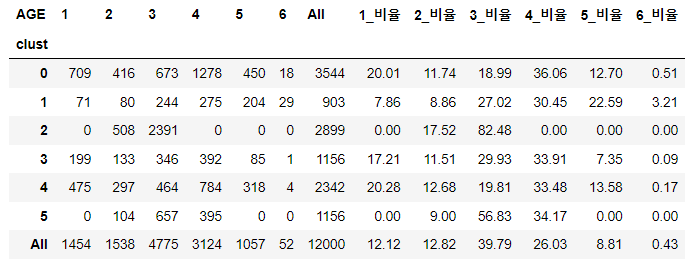 AGE 1 2 3 4 5 6 All 1_비율 2_비율 3_비율 4_비율 5_비율 6_비율
clust
0 709 416 673 1278 450 18 3544 20.01 11.74 18.99 36.06 12.70 0.51
1 71 80 244 275 204 29 903 7.86 8.86 27.02 30.45 22.59 3.21
2 0 508 2391 0 0 0 2899 0.00 17.52 82.48 0.00 0.00 0.00
3 199 133 346 392 85 1 1156 17.21 11.51 29.93 33.91 7.35 0.09
4 475 297 464 784 318 4 2342 20.28 12.68 19.81 33.48 13.58 0.17
5 0 104 657 395 0 0 1156 0.00 9.00 56.83 34.17 0.00 0.00
All 1454 1538 4775 3124 1057 52 12000 12.12 12.82 39.79 26.03 8.81 0.43